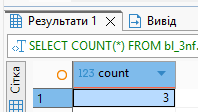 Результати 1
Вивід
SELECT COUNT(*) FROM bl_3nf.
Сітка
123 count
1
3